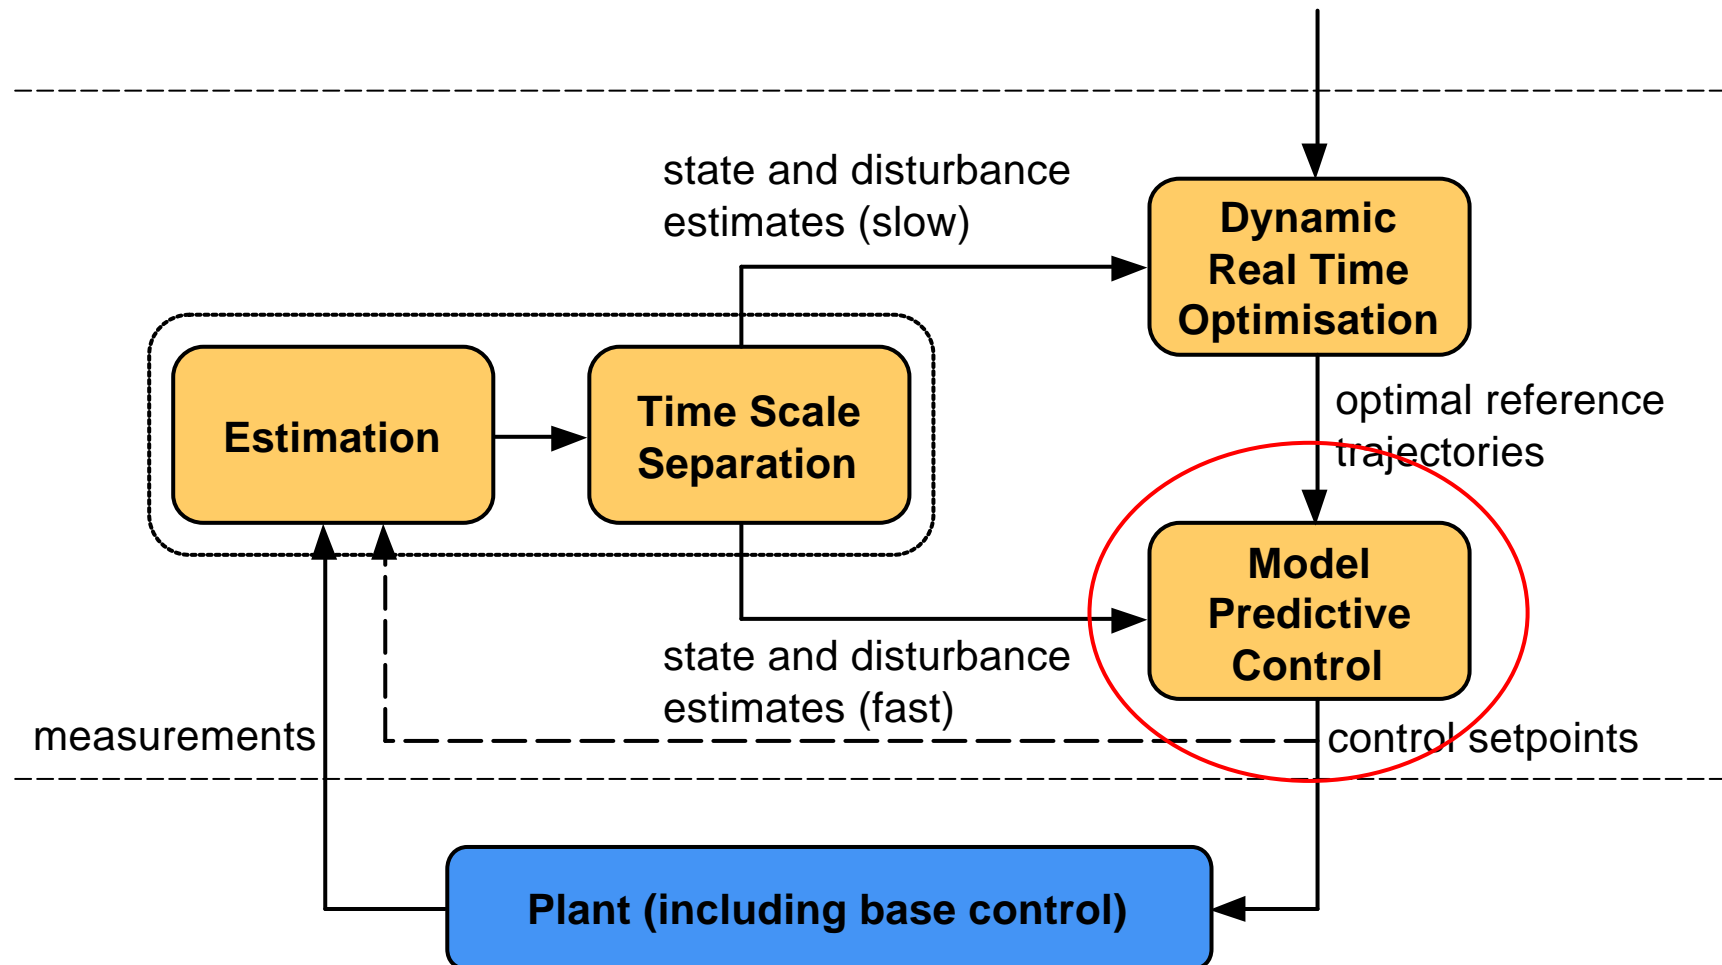 state and disturbance
estimates (slow)
Dynamic
Real Time
Optimisation
Estimation
Time Scale
Separation
optimal reference
trajectories
Model
Predictive
Control
state and disturbance
estimates (fast)
measurements
control setpoints
Plant (including base control)